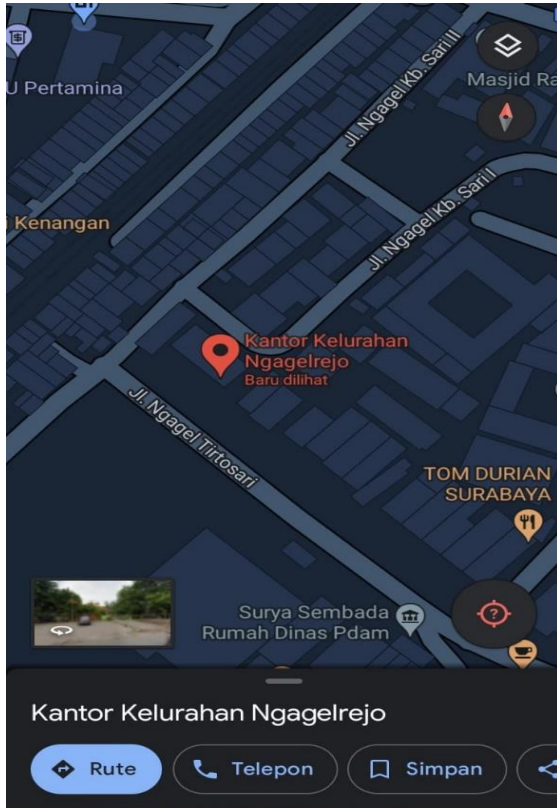 U Pertamina
Masjid Ra
Jl. Ngagel Kb. Sari II
Kenangan
Jl. Ngagel Kb. Sari I
Kantor Kelurahan
Ngagelrejo
Baru dilihat
Jl. Ngagel Tirtosari
TOM DURIAN
SURABAYA
Surya Sembada
Rumah Dinas Pdam
Kantor Kelurahan Ngagelrejo
Rute
Telepon
Simpan